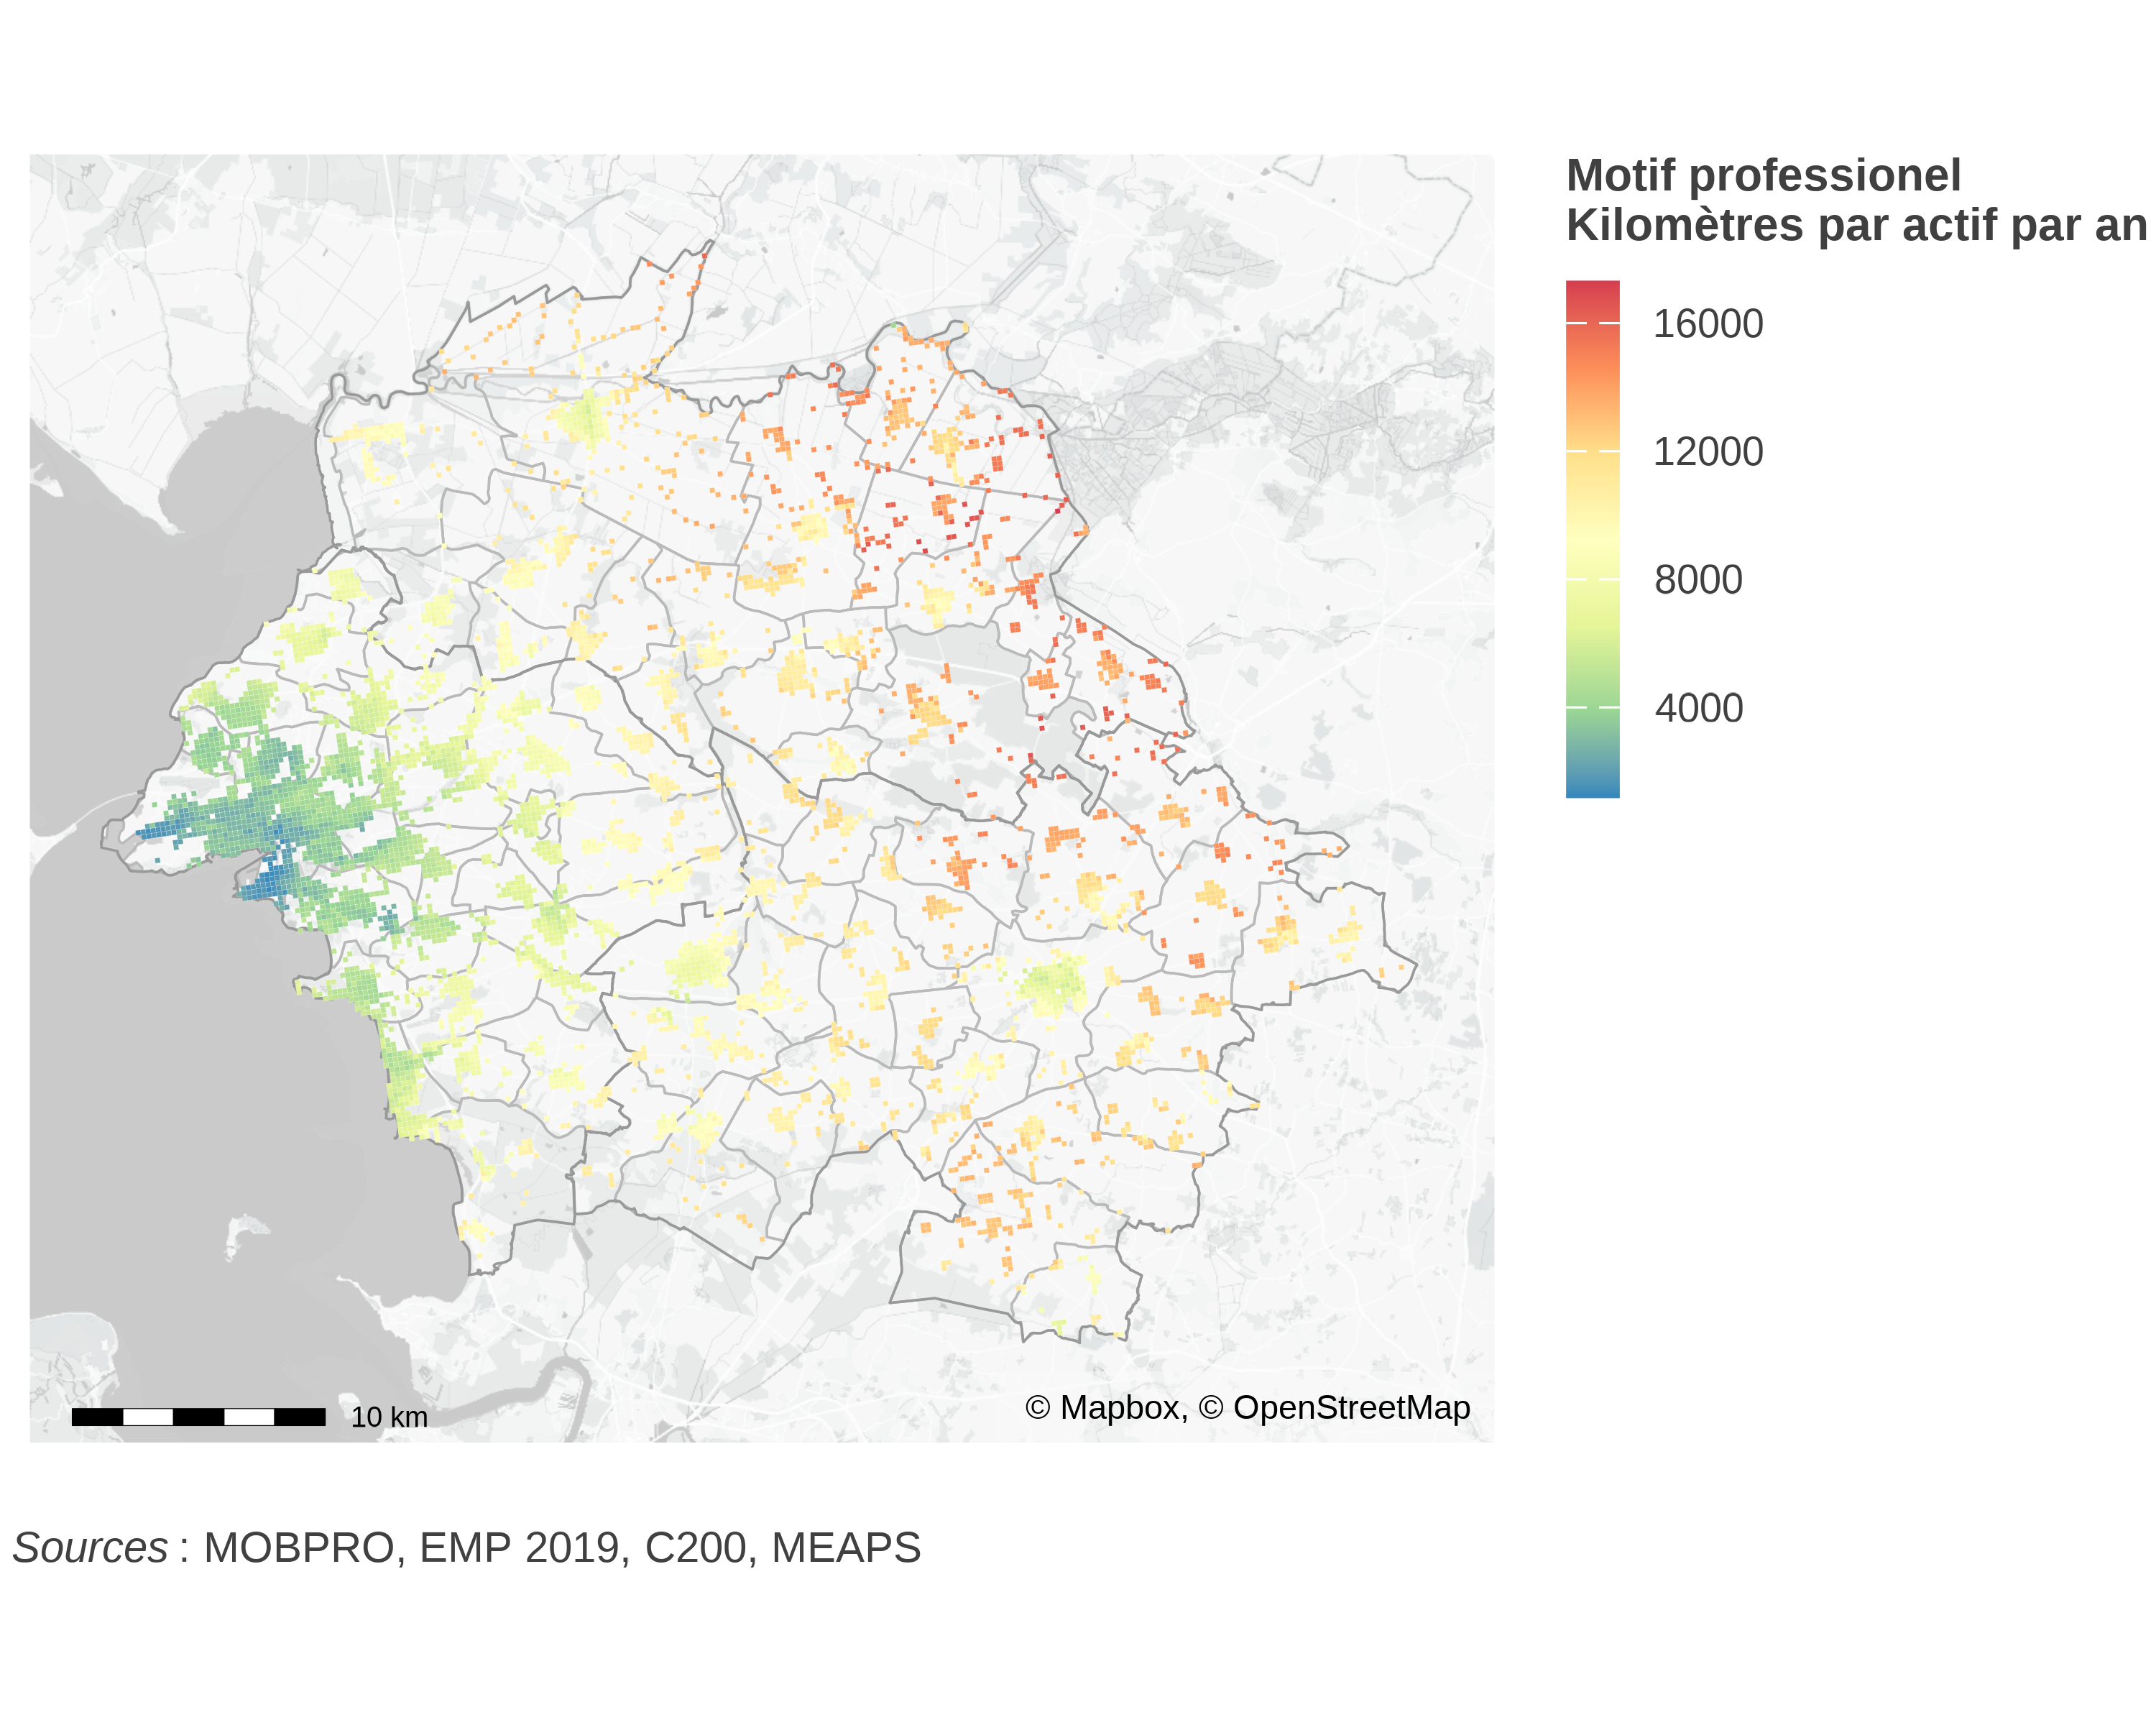 Motif professionel
Kilomètres par actif par an
16000
12000
8000
4000
10 km
© Mapbox, © OpenStreetMap
Sources : MOBPRO, EMP 2019, C200, MEAPS